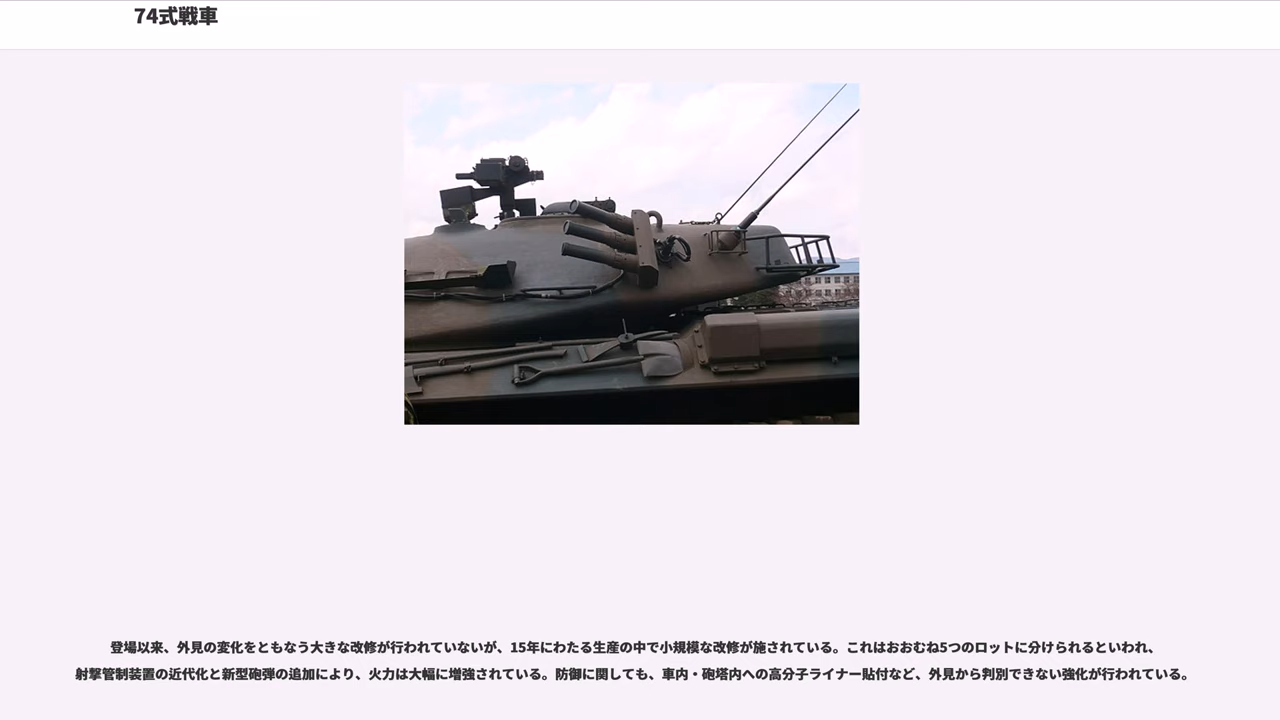 74式戦車
登場以来、外見の変化をともなう大きな改修が行われていないが、15年にわたる生産の中で小規模な改修が施されている。これはおおむね5つのロットに分けられるといわれ、
射撃管制装置の近代化と新型砲弾の追加により、火力は大幅に増強されている。防御に関しても、車内・砲塔内への高分子ライナー貼付など、外見から判別できない強化が行われている。